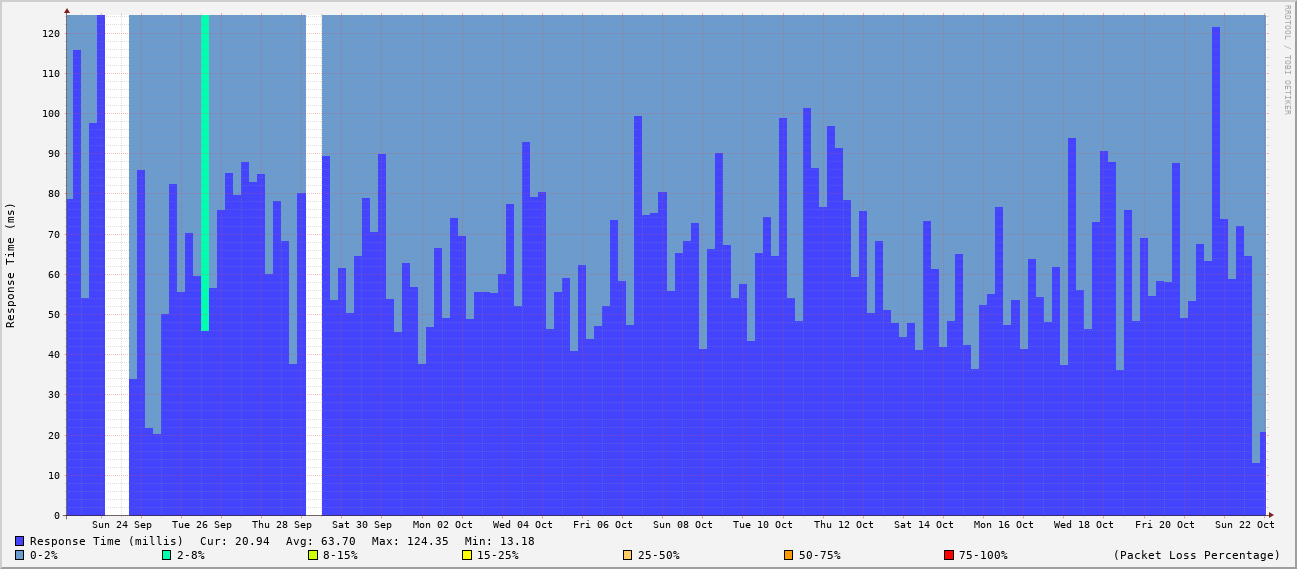 RRDTOOL / TOBI OETIKER
Response Time (ms)
120
110
100
90
80
70
60
50
40
30
20
10
0
Sun 24 Sep Tue 26 Sep Thu 28 Sep Sat 30 Sep Mon 02 Oct Wed 04 Oct Fri 06 Oct Sun 08 Oct Tue 10 Oct Thu 12 Oct Sat 14 Oct Mon 16 Oct Wed 18 Oct Fri 20 Oct Sun 22 Oct
Response Time (millis) Cur: 20.94 Avg: 63.70 Max: 124.35 Min: 13.18
0-2% 2-8% 8-15% 15-25% 25-50% 50-75% 75-100% (Packet Loss Percentage)